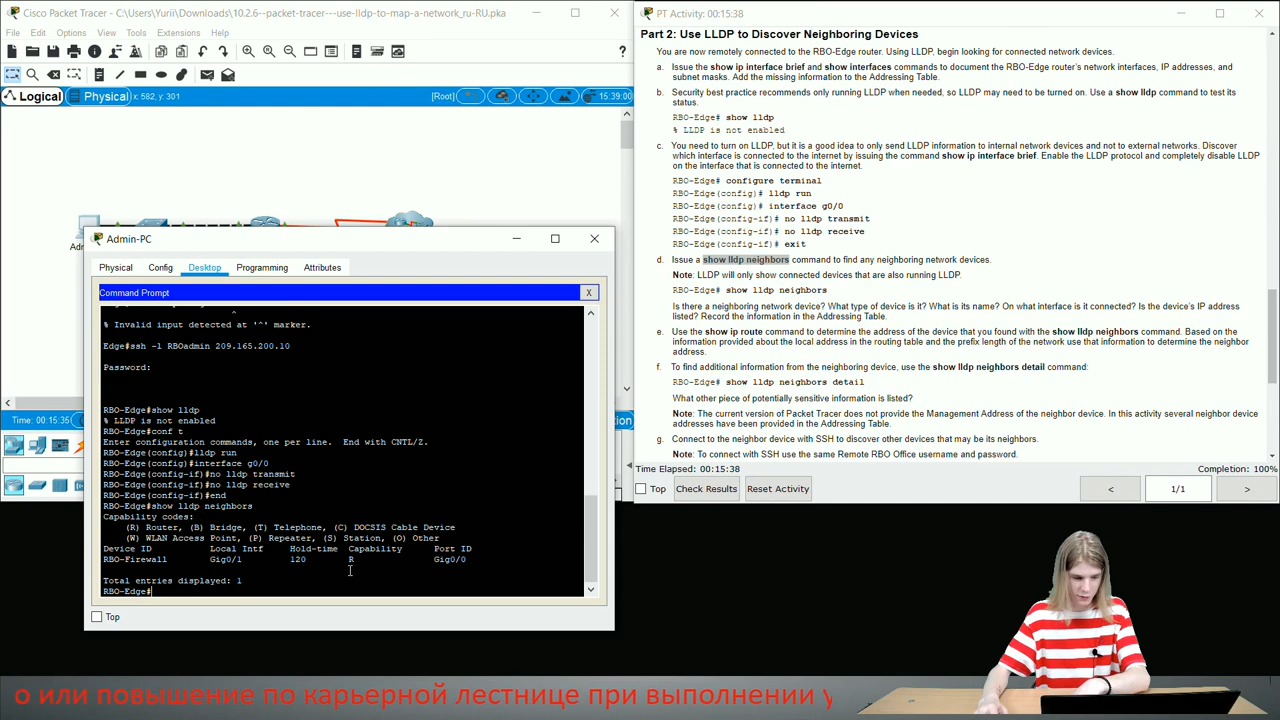 Cisco Packet Tracer - C:\Users\Yurii\Downloads\10.2.6--packet-tracer---use-lldp-to-map-a-network_ru-RU.pka
File Edit Options View Tools Extensions Help
Logical Physical x: 582, y: 301 [Root] 15:39:00
Time: 00:15:35
Admin-PC
Physical Config Desktop Programming Attributes
Command Prompt X
^
% Invalid input detected at '^' marker.
Edge#ssh -l RBOadmin 209.165.200.10
Password:
RBO-Edge#show lldp
% LLDP is not enabled
RBO-Edge#conf t
Enter configuration commands, one per line. End with CNTL/Z.
RBO-Edge(config)#lldp run
RBO-Edge(config)#interface g0/0
RBO-Edge(config-if)#no lldp transmit
RBO-Edge(config-if)#no lldp receive
RBO-Edge(config-if)#end
RBO-Edge#show lldp neighbors
Capability codes:
(R) Router, (B) Bridge, (T) Telephone, (C) DOCSIS Cable Device
(W) WLAN Access Point, (P) Repeater, (S) Station, (O) Other
Device ID Local Intf Hold-time Capability Port ID
RBO-Firewall Gig0/1 120 R Gig0/0
Total entries displayed: 1
RBO-Edge#
Top
PT Activity: 00:15:38
Part 2: Use LLDP to Discover Neighboring Devices
You are now remotely connected to the RBO-Edge router. Using LLDP, begin looking for connected network devices.
a. Issue the show ip interface brief and show interfaces commands to document the RBO-Edge router's network interfaces, IP addresses, and
subnet masks. Add the missing information to the Addressing Table.
b. Security best practice recommends only running LLDP when needed, so LLDP may need to be turned on. Use a show lldp command to test its
status.
RBO-Edge# show lldp
% LLDP is not enabled
c. You need to turn on LLDP, but it is a good idea to only send LLDP information to internal network devices and not to external networks. Discover
which interface is connected to the internet by issuing the command show ip interface brief. Enable the LLDP protocol and completely disable LLDP
on the interface that is connected to the internet.
RBO-Edge# configure terminal
RBO-Edge(config)# lldp run
RBO-Edge(config)# interface g0/0
RBO-Edge(config-if)# no lldp transmit
RBO-Edge(config-if)# no lldp receive
RBO-Edge(config-if)# exit
d. Issue a show lldp neighbors command to find any neighboring network devices.
Note: LLDP will only show connected devices that are also running LLDP.
RBO-Edge# show lldp neighbors
Is there a neighboring network device? What type of device is it? What is its name? On what interface is it connected? Is the device's IP address
listed? Record the information in the Addressing Table.
e. Use the show ip route command to determine the address of the device that you found with the show lldp neighbors command. Based on the
information provided about the local address in the routing table and the prefix length of the network use that information to determine the neighbor
address.
f. To find additional information from the neighboring device, use the show lldp neighbors detail command:
RBO-Edge# show lldp neighbors detail
What other piece of potentially sensitive information is listed?
Note: The current version of Packet Tracer does not provide the Management Address of the neighbor device. In this activity several neighbor device
addresses have been provided in the Addressing Table.
g. Connect to the neighbor device with SSH to discover other devices that may be its neighbors.
Note: To connect with SSH use the same Remote RBO Office username and password.
Time Elapsed: 00:15:38 Completion: 100%
Top Check Results Reset Activity < 1/1 >
о или повышение по карьерной лестнице при выполнении у